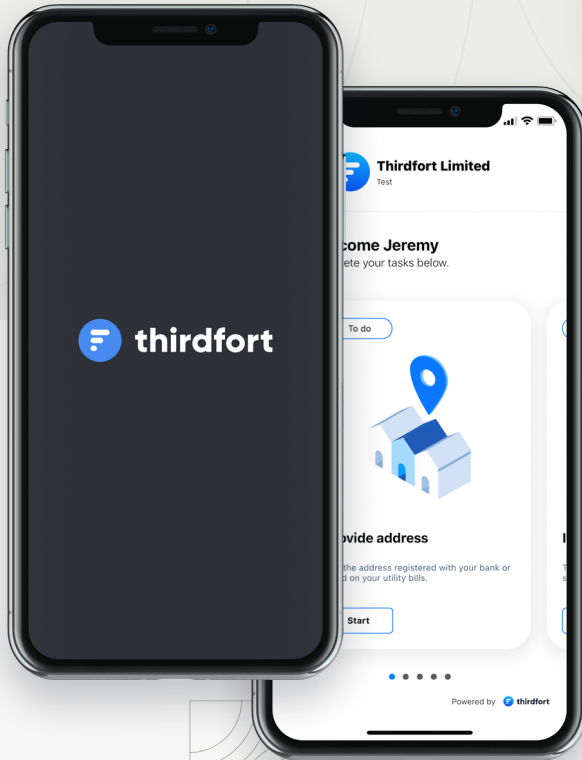 thirdfort
Thirdfort Limited
Test
come Jeremy
ete your tasks below.
To do
ovide address
the address registered with your bank or
d on your utility bills.
Start
Powered by thirdfort